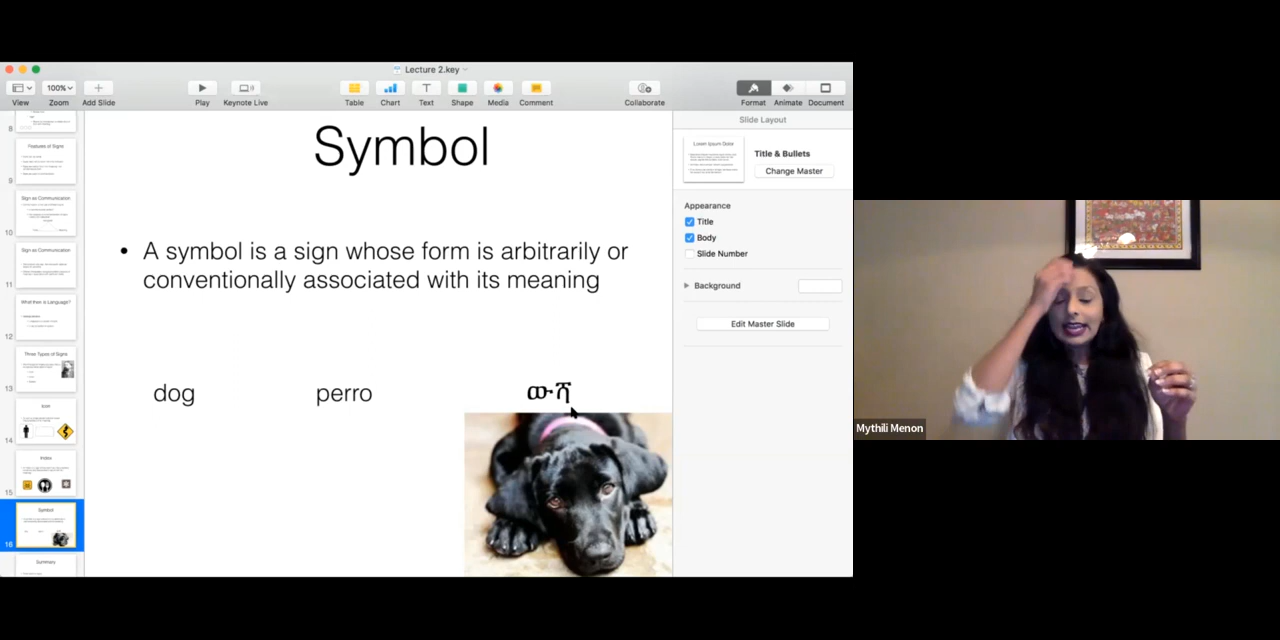 Lecture 2.key
View
100%
Zoom
Add Slide
Play
Keynote Live
Table
Chart
Text
Shape
Media
Comment
Collaborate
Format
Animate
Document
8
Features of Signs
9
Sign as Communication
10
Sign as Communication
11
What then is Language?
12
Three Types of Signs
13
Icon
14
Index
15
Symbol
16
Summary
Symbol
• A symbol is a sign whose form is arbitrarily or
conventionally associated with its meaning
dog perro ውሻ
Slide Layout
Title & Bullets
Change Master
Appearance
Title
Body
Slide Number
Background
Edit Master Slide
Mythili Menon